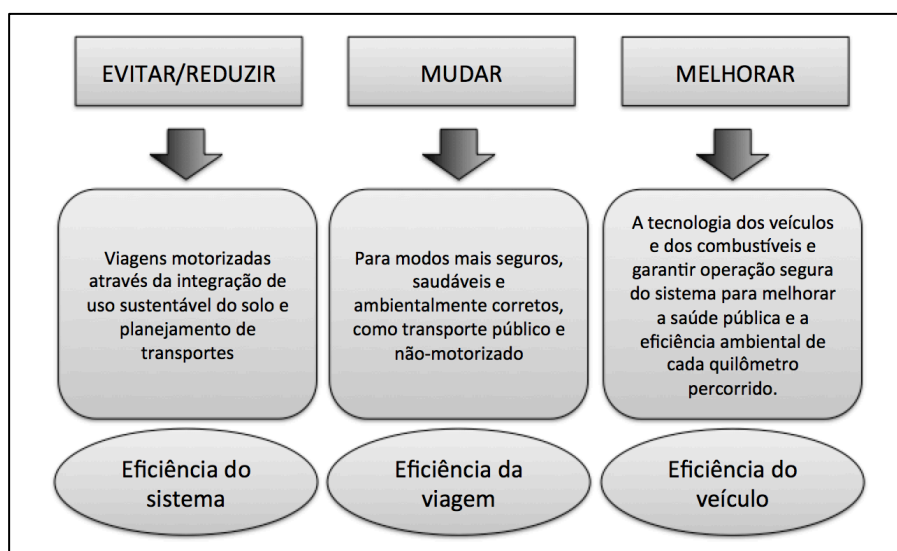 EVITAR/REDUZIR
Viagens motorizadas
através da integração de
uso sustentável do solo e
planejamento de
transportes
Eficiência do
sistema
MUDAR
Para modos mais seguros,
saudáveis e
ambientalmente corretos,
como transporte público e
não-motorizado
Eficiência da
viagem
MELHORAR
A tecnologia dos veículos
e dos combustíveis e
garantir operação segura
do sistema para melhorar
a saúde pública e a
eficiência ambiental de
cada quilômetro
percorrido.
Eficiência do
veículo